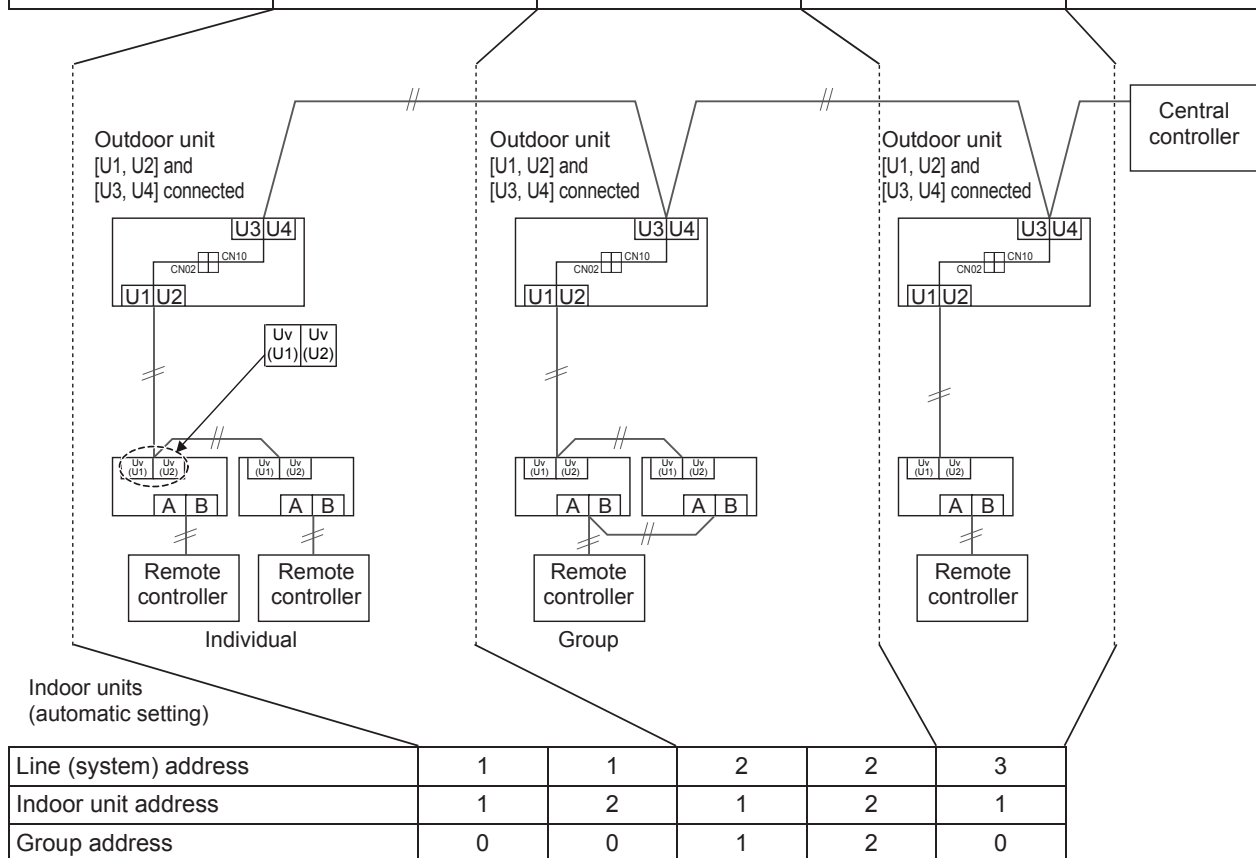 Central
controller
Outdoor unit
[U1, U2] and
[U3, U4] connected
Outdoor unit
[U1, U2] and
[U3, U4] connected
Outdoor unit
[U1, U2] and
[U3, U4] connected
U3 U4
CN02 CN10
U1 U2
U3 U4
CN02 CN10
U1 U2
U3 U4
CN02 CN10
U1 U2
Uv Uv
(U1) (U2)
Uv Uv
(U1) (U2)
Uv Uv
(U1) (U2)
Uv Uv
(U1) (U2)
Uv Uv
(U1) (U2)
Uv Uv
(U1) (U2)
A B
A B
A B
A B
A B
Remote
controller
Remote
controller
Remote
controller
Remote
controller
Individual
Group
Indoor units
(automatic setting)
Line (system) address 1 1 2 2 3
Indoor unit address 1 2 1 2 1
Group address 0 0 1 2 0